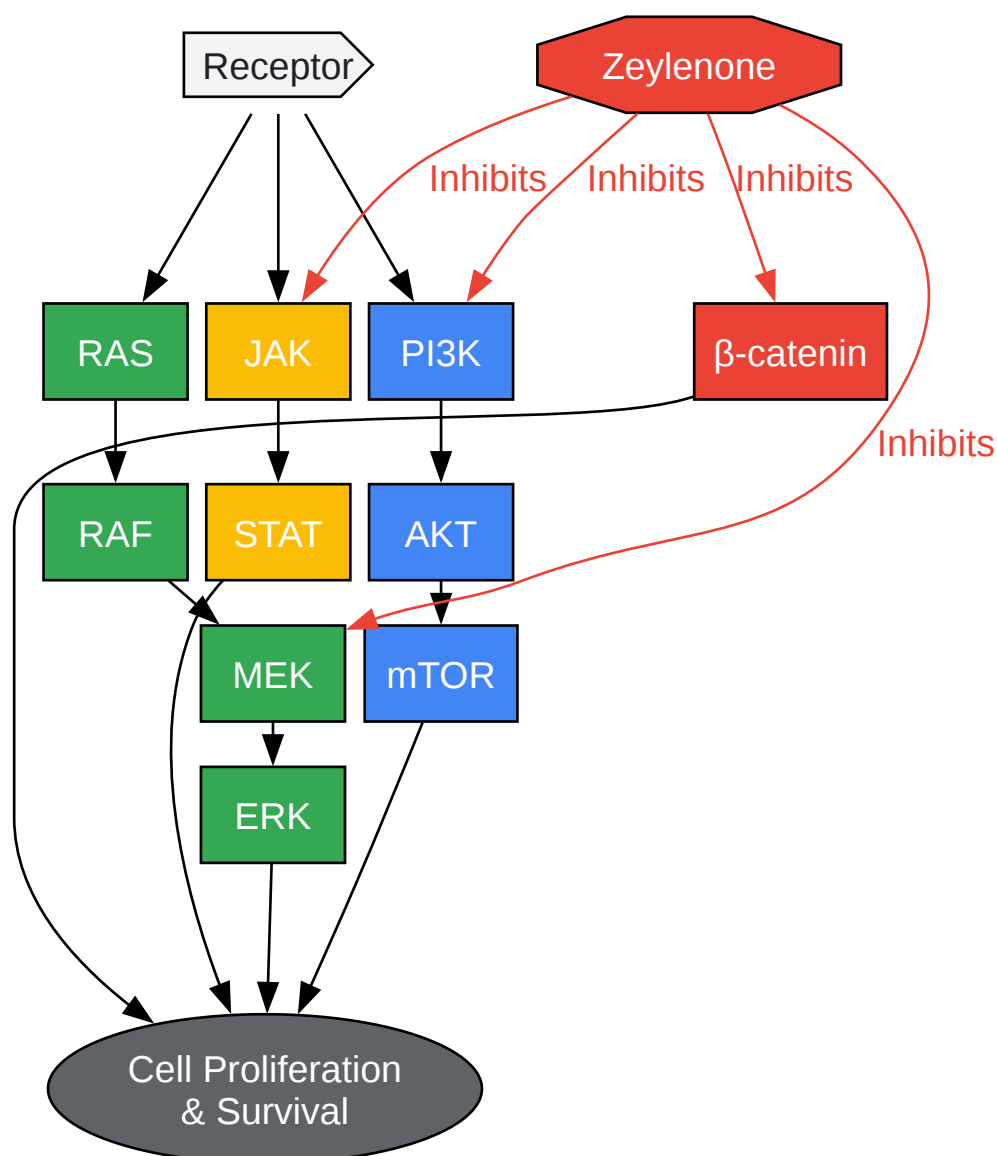 Receptor
Zeylenone
Inhibits
Inhibits
Inhibits
RAS
JAK
PI3K
β-catenin
Inhibits
RAF
STAT
AKT
MEK
mTOR
ERK
Cell Proliferation
& Survival